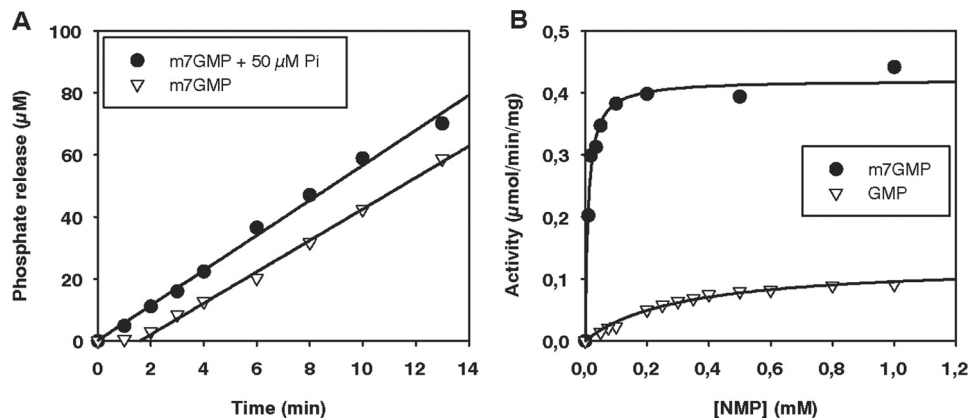 A
Phosphate release (µM)
100
80
60
40
20
0
m7GMP + 50 µM Pi
m7GMP
0 2 4 6 8 10 12 14
Time (min)
B
Activity (µmol/min/mg)
0,5
0,4
0,3
0,2
0,1
0,0
m7GMP
GMP
0,0 0,2 0,4 0,6 0,8 1,0 1,2
[NMP] (mM)